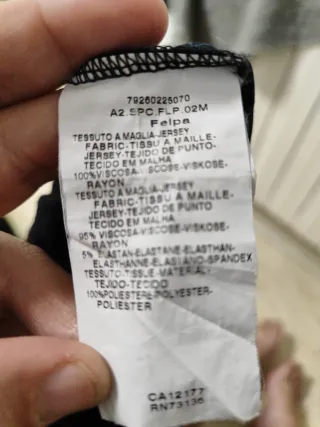 79260225070
A2.SPC.FLP.02M
Felpa
TESSUTO A MAGLIA-JERSEY
FABRIC-TISSU A MAILLE-
JERSEY-TEJIDO DE PUNTO-
TECIDO EM MALHA
100%VISCOSA-VISCOSE-VISKOSE-
RAYON
TESSUTO A MAGLIA-JERSEY
FABRIC-TISSU A MAILLE-
JERSEY-TEJIDO DE PUNTO
TECIDO EM MALHA
95% VISCOSA-VISCOSE-VISKOSE-
RAYON
5% ELASTAN-ELASTANE-ELASTHAN-
ELASTHANNE-ELASTANO-SPANDEX
TESSUTO-TISSUE-MATERIAL-
TEJIDO-TECIDO
100%POLIESTERE-POLYESTER-
POLIESTER
CA12177
RN73136